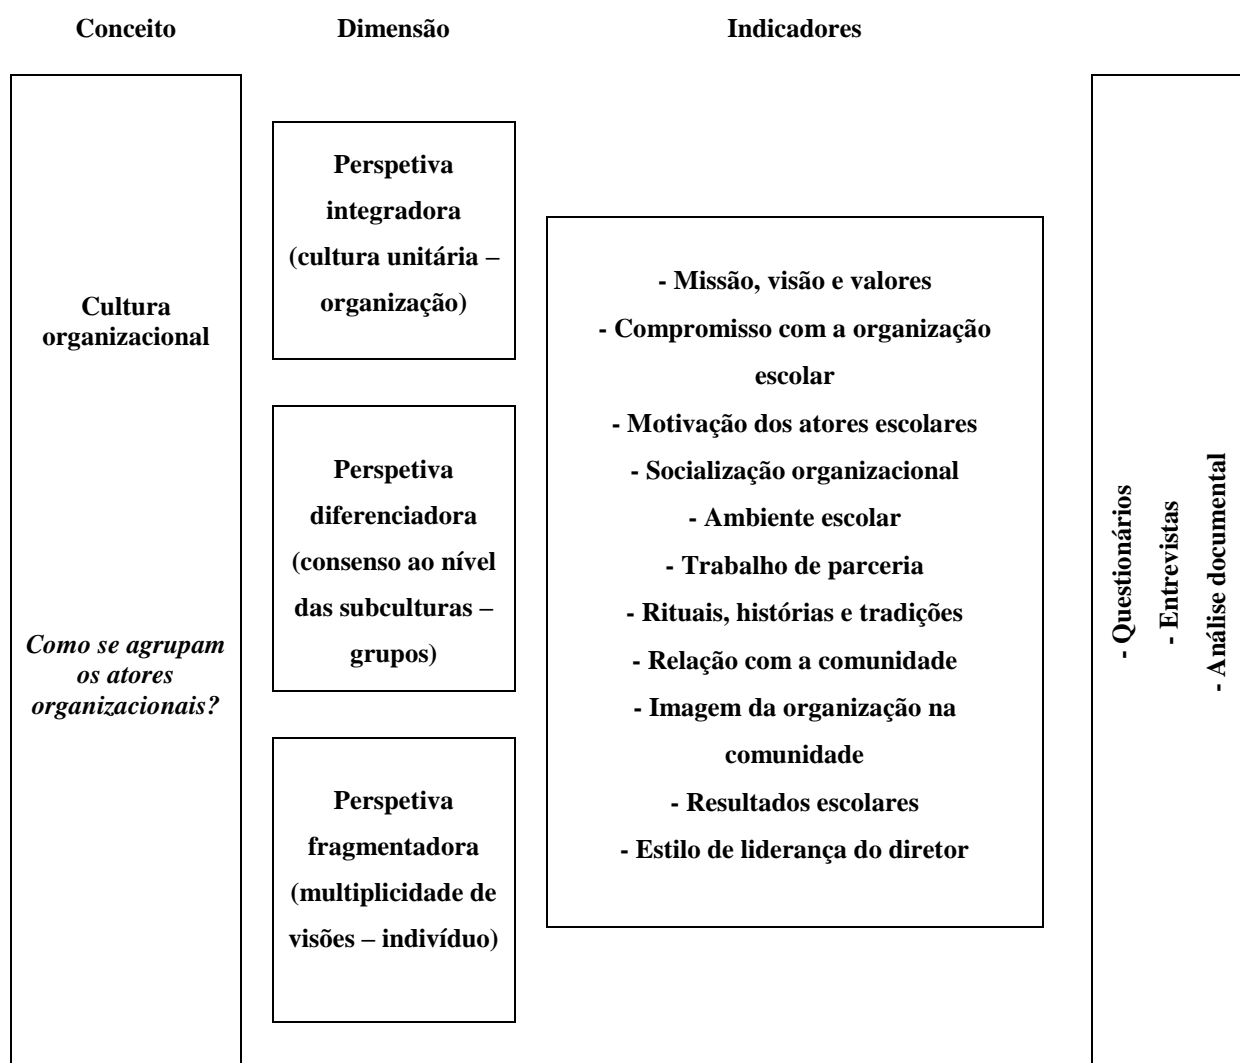 Conceito
Dimensão
Indicadores
Cultura
organizacional
Como se agrupam
os atores
organizacionais?
Perspetiva
integradora
(cultura unitária –
organização)
Perspetiva
diferenciadora
(consenso ao nível
das subculturas –
grupos)
Perspetiva
fragmentadora
(multiplicidade de
visões – indivíduo)
- Missão, visão e valores
- Compromisso com a organização
escolar
- Motivação dos atores escolares
- Socialização organizacional
- Ambiente escolar
- Trabalho de parceria
- Rituais, histórias e tradições
- Relação com a comunidade
- Imagem da organização na
comunidade
- Resultados escolares
- Estilo de liderança do diretor
- Questionários
- Entrevistas
- Análise documental